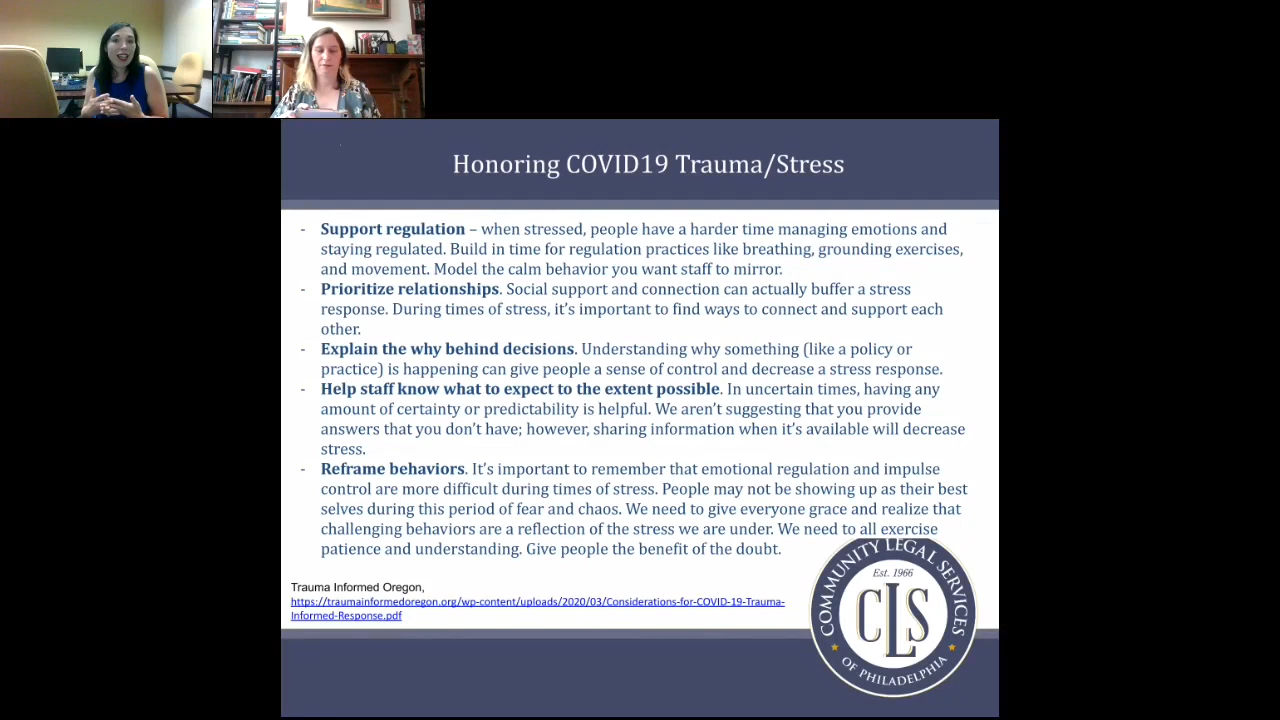 Honoring COVID19 Trauma/Stress
- Support regulation – when stressed, people have a harder time managing emotions and
staying regulated. Build in time for regulation practices like breathing, grounding exercises,
and movement. Model the calm behavior you want staff to mirror.
- Prioritize relationships. Social support and connection can actually buffer a stress
response. During times of stress, it’s important to find ways to connect and support each
other.
- Explain the why behind decisions. Understanding why something (like a policy or
practice) is happening can give people a sense of control and decrease a stress response.
- Help staff know what to expect to the extent possible. In uncertain times, having any
amount of certainty or predictability is helpful. We aren’t suggesting that you provide
answers that you don’t have; however, sharing information when it’s available will decrease
stress.
- Reframe behaviors. It’s important to remember that emotional regulation and impulse
control are more difficult during times of stress. People may not be showing up as their best
selves during this period of fear and chaos. We need to give everyone grace and realize that
challenging behaviors are a reflection of the stress we are under. We need to all exercise
patience and understanding. Give people the benefit of the doubt.
Trauma Informed Oregon,
https://traumainformedoregon.org/wp-content/uploads/2020/03/Considerations-for-COVID-19-Trauma-
Informed-Response.pdf
COMMUNITY LEGAL SERVICES
Est. 1966
CLS
OF PHILADELPHIA